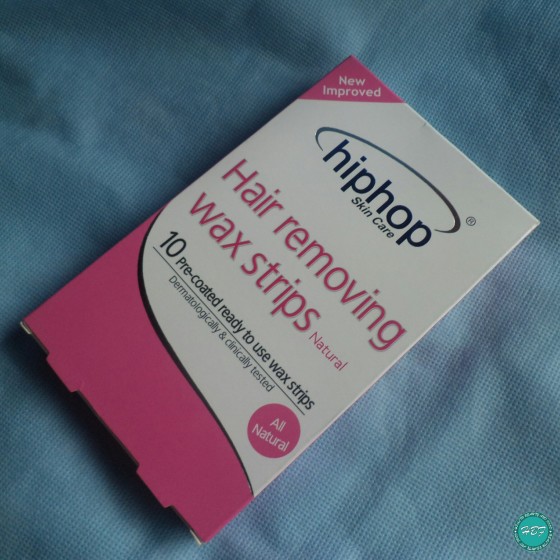 New
Improved
hiphop®
Skin Care
Hair removing
wax strips Natural
10 Pre-coated ready to use wax strips
Dermatologically & clinically tested
All
Natural
HBF